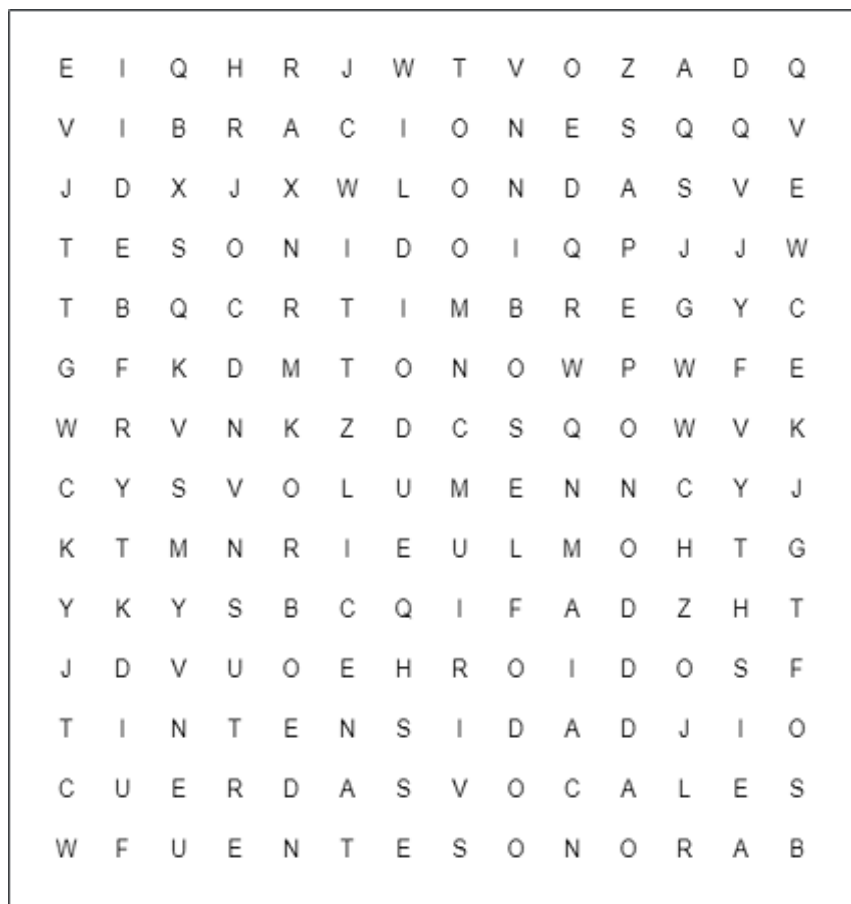 E I Q H R J W T V O Z A D Q
V I B R A C I O N E S Q Q V
J D X J X W L O N D A S V E
T E S O N I D O I Q P J J W
T B Q C R T I M B R E G Y C
G F K D M T O N O W P W F E
W R V N K Z D C S Q O W V K
C Y S V O L U M E N N C Y J
K T M N R I E U L M O H T G
Y K Y S B C Q I F A D Z H T
J D V U O E H R O I D O S F
T I N T E N S I D A D J I O
C U E R D A S V O C A L E S
W F U E N T E S O N O R A B